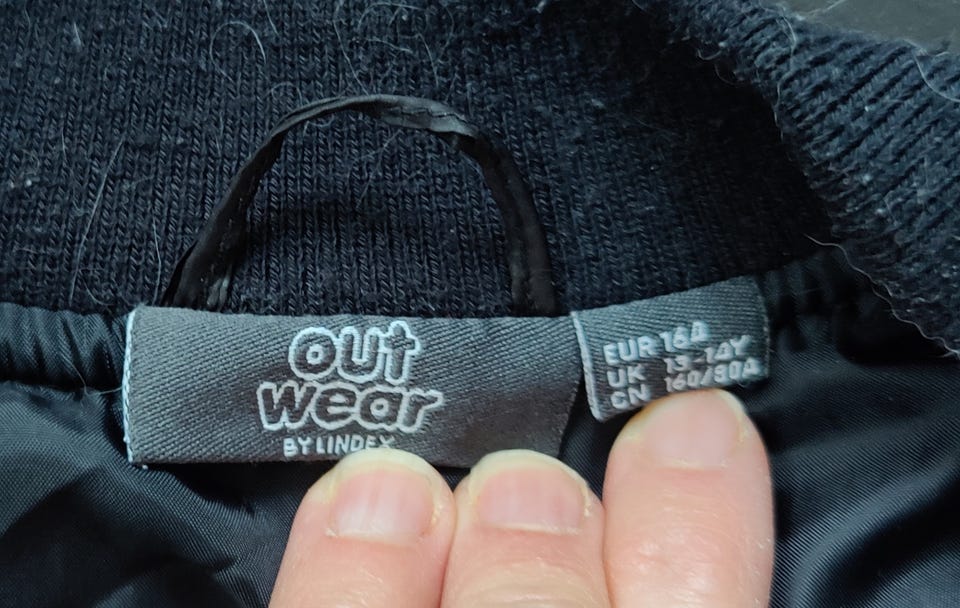 out
wear
BY LINDEX
EUR 164
UK 13-14Y
CN 160/80A